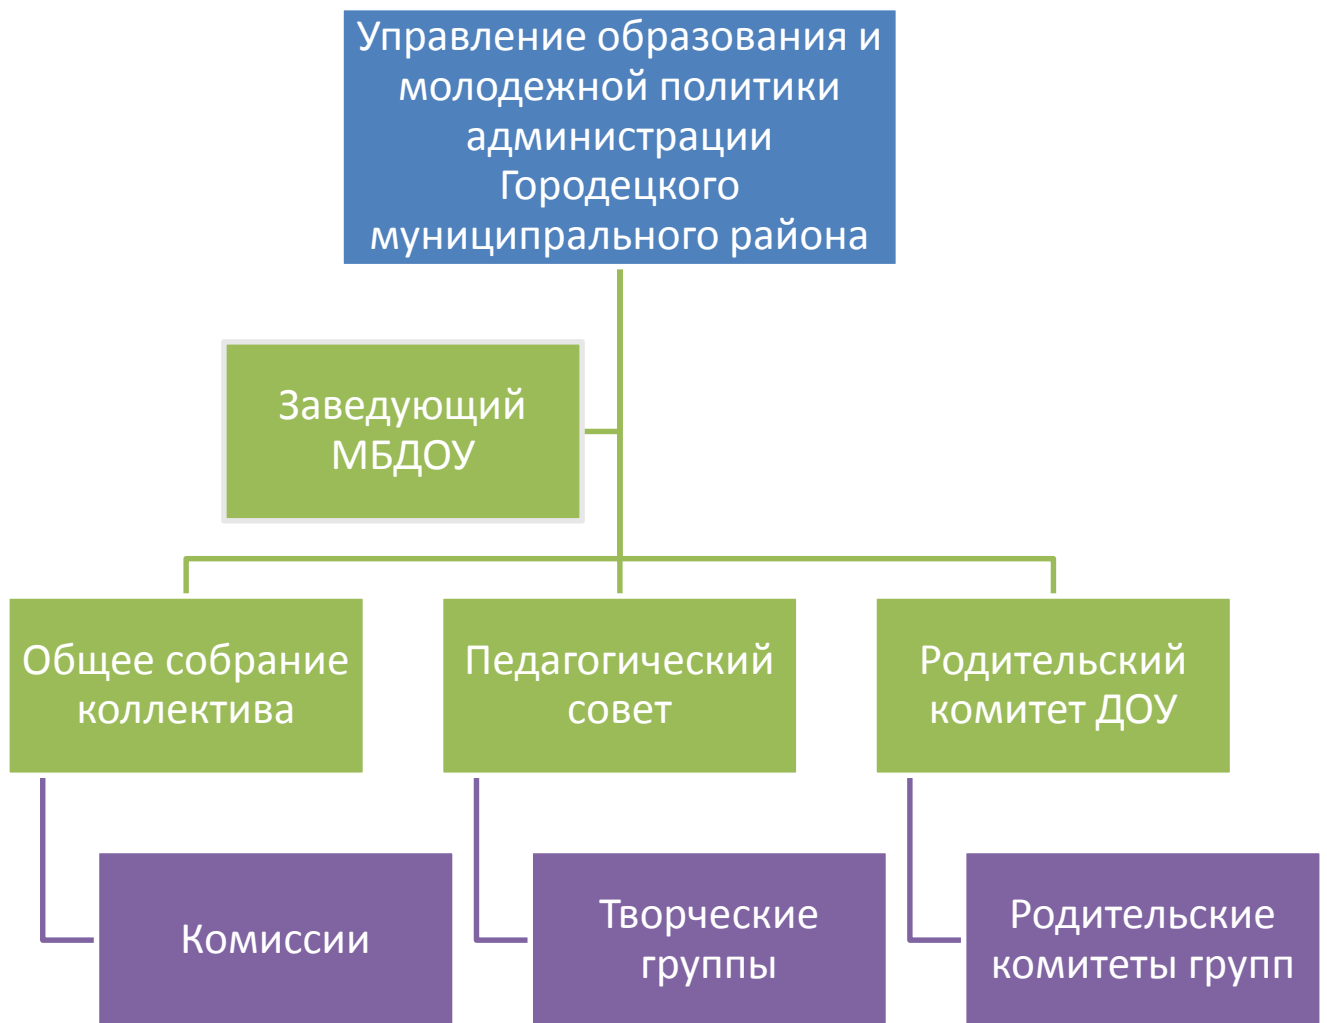 Управление образования и
молодежной политики
администрации
Городецкого
муниципрального района
Заведующий
МБДОУ
Общее собрание
коллектива
Педагогический
совет
Родительский
комитет ДОУ
Комиссии
Творческие
группы
Родительские
комитеты групп